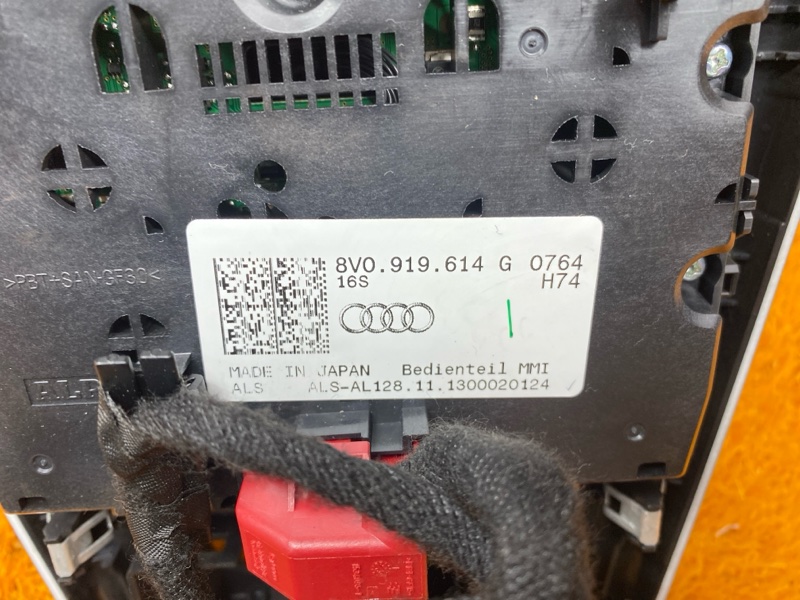 8V0.919.614 G 0764
16S H74
>PBT+SAN-GF30<
MADE IN JAPAN Bedienteil MMI
ALS ALS-AL128.11.1300020124